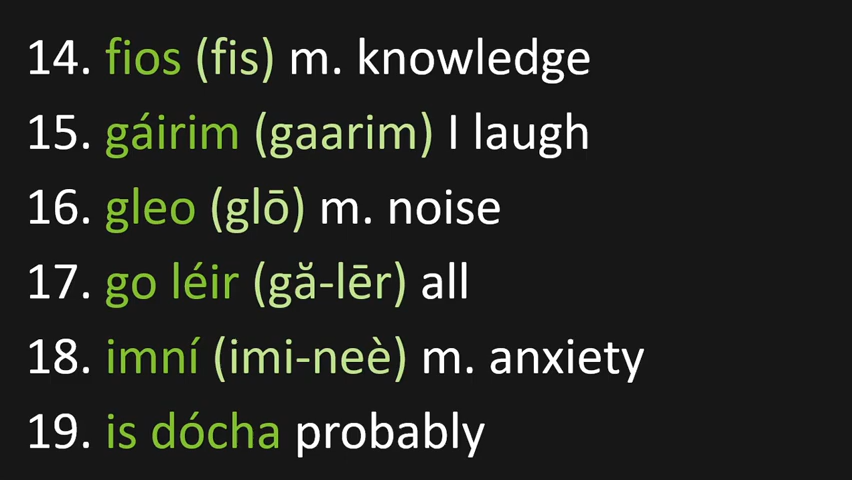 14. fios (fis) m. knowledge
15. gáirim (gaarim) I laugh
16. gleo (glō) m. noise
17. go léir (gă-lēr) all
18. imní (imi-neè) m. anxiety
19. is dócha probably